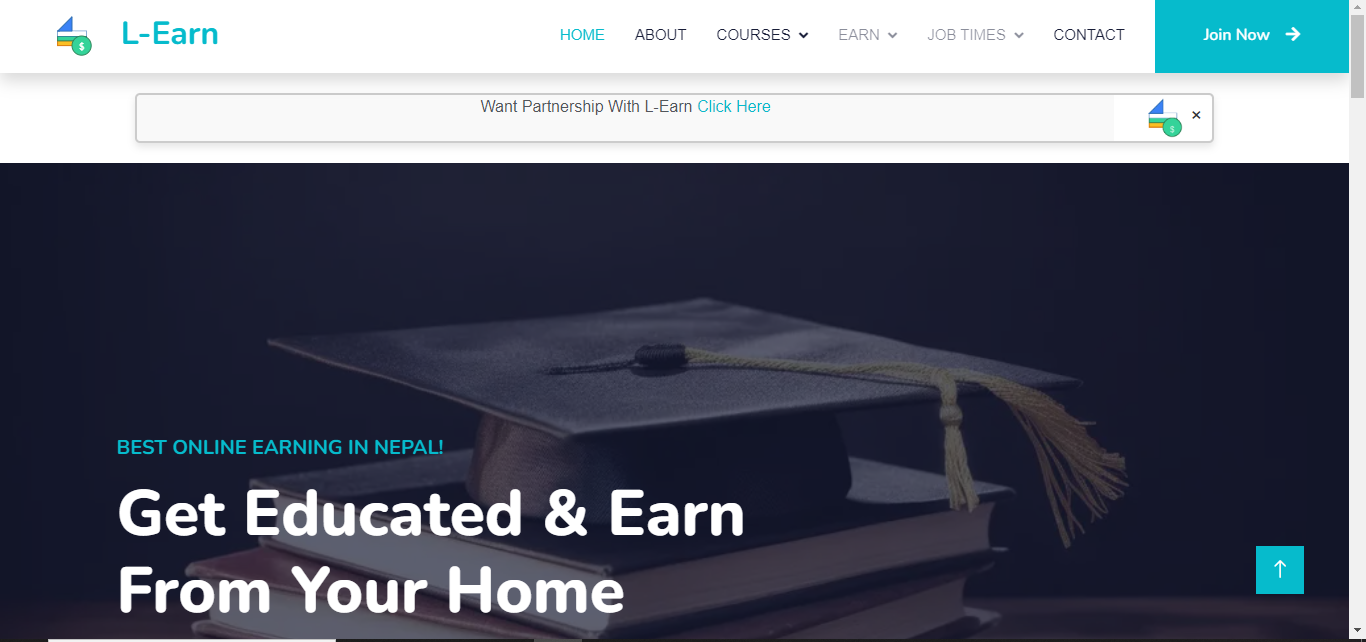 L-Earn
HOME ABOUT COURSES EARN JOB TIMES CONTACT Join Now
Want Partnership With L-Earn Click Here
BEST ONLINE EARNING IN NEPAL!
Get Educated & Earn
From Your Home